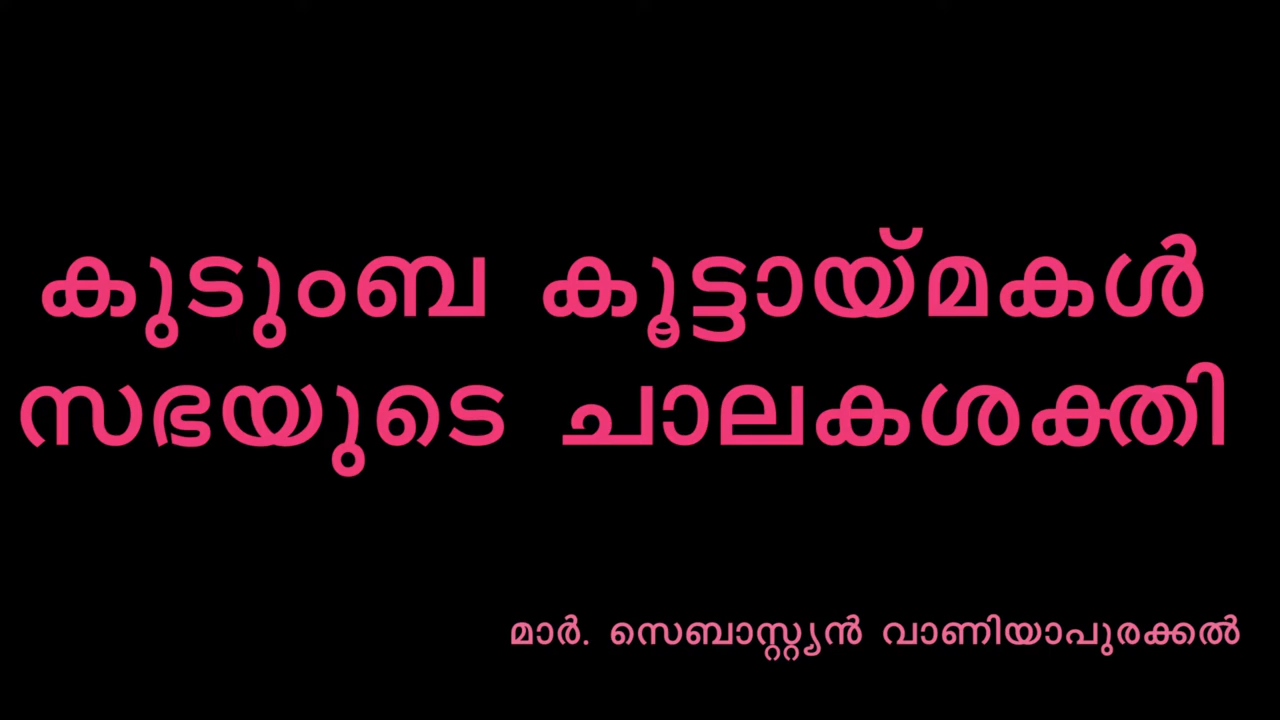 കുടുംബ കൂട്ടായ്മകൾ
സഭയുടെ ചാലകശക്തി
മാർ. സെബാസ്റ്റ്യൻ വാണിയാപുരക്കൽ